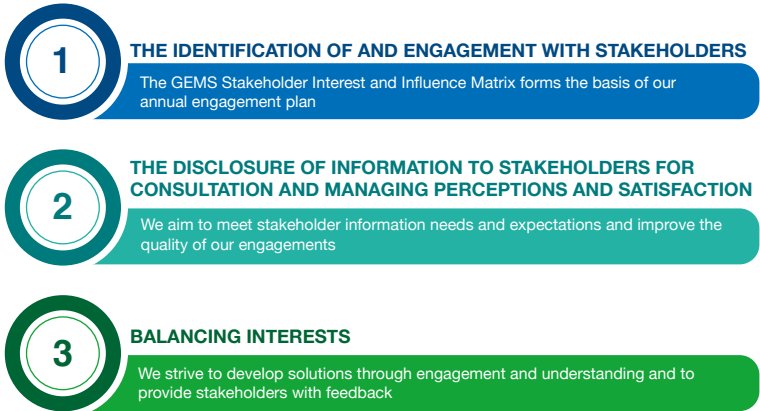 1
THE IDENTIFICATION OF AND ENGAGEMENT WITH STAKEHOLDERS
The GEMS Stakeholder Interest and Influence Matrix forms the basis of our
annual engagement plan
2
THE DISCLOSURE OF INFORMATION TO STAKEHOLDERS FOR
CONSULTATION AND MANAGING PERCEPTIONS AND SATISFACTION
We aim to meet stakeholder information needs and expectations and improve the
quality of our engagements
3
BALANCING INTERESTS
We strive to develop solutions through engagement and understanding and to
provide stakeholders with feedback